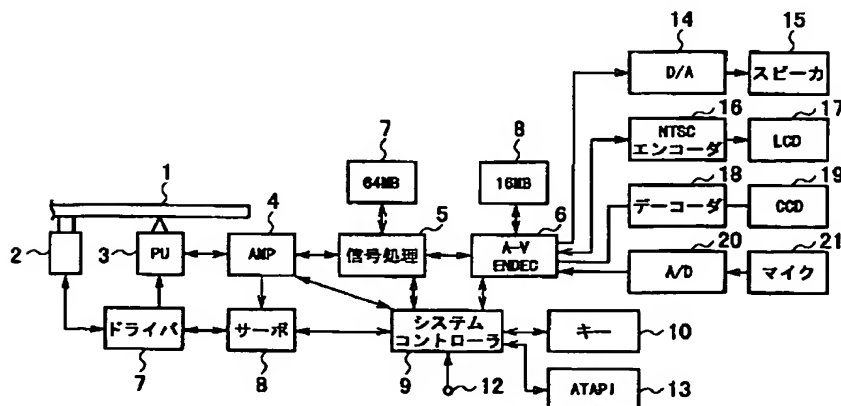 14
15
D/A
スピーカ
16
17
NTSC
エンコーダ
LCD
7
8
18
19
64MB
16MB
デーコーダ
CCD
1
4
5
6
20
21
2
3
PU
AMP
信号処理
A-V
ENDEC
A/D
マイク
ドライバ
サーボ
システム
コントローラ
キー
10
7
8
9
12
ATAPI
13